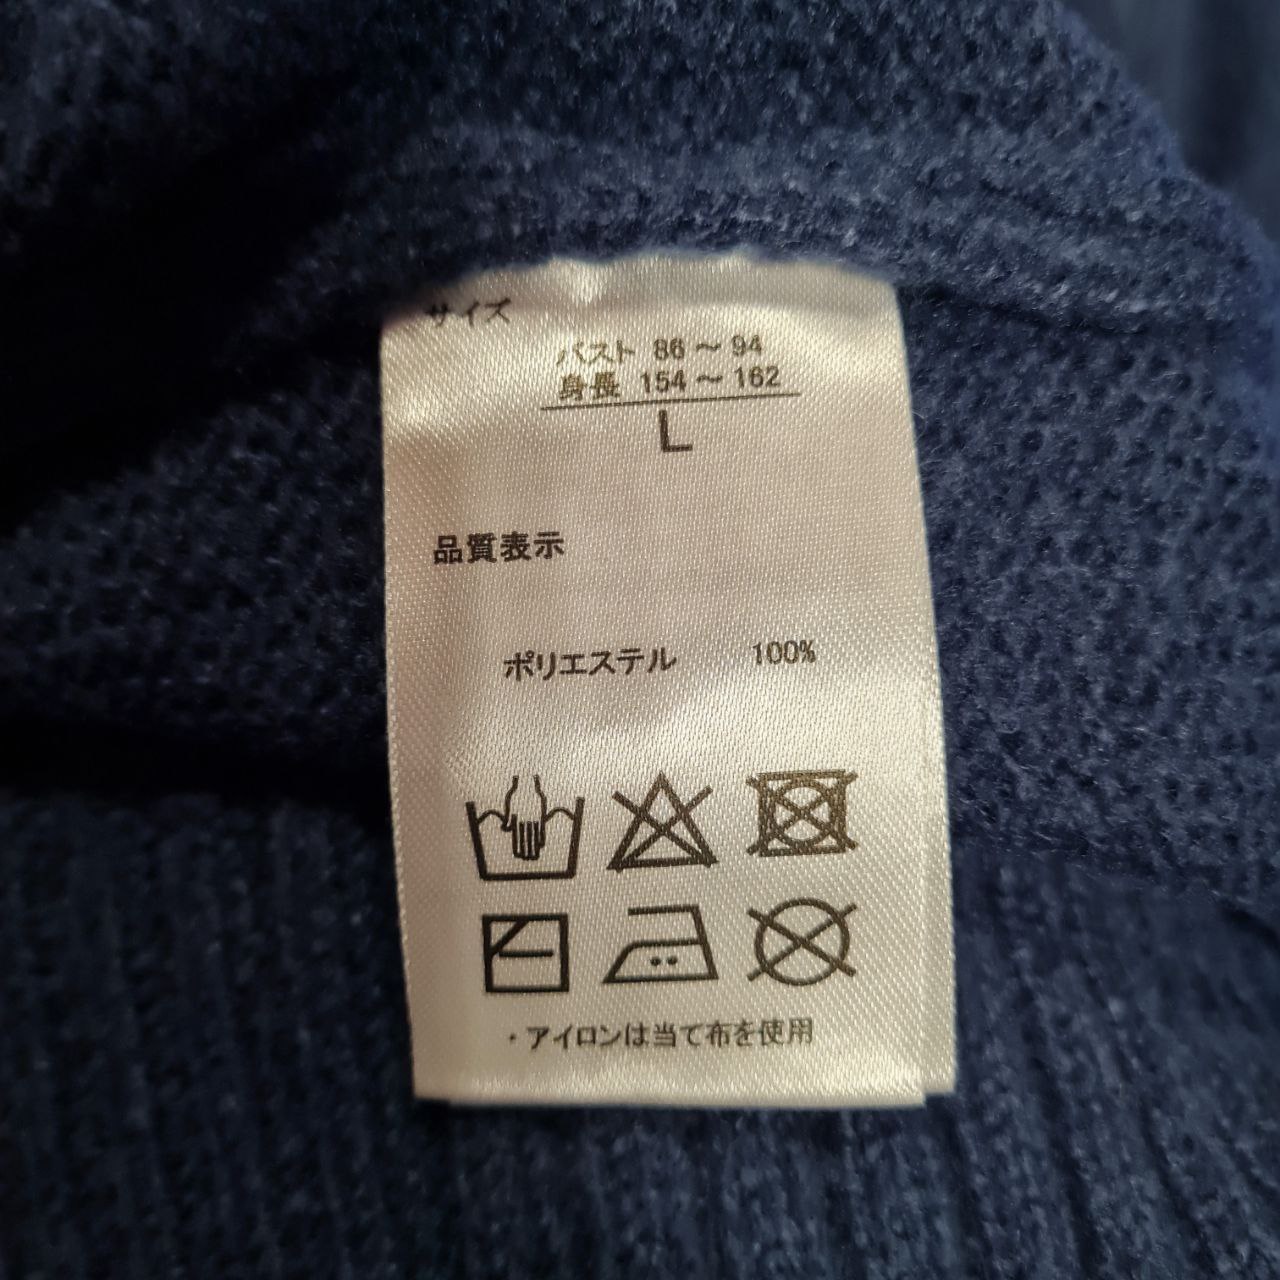 サイズ
バスト 86～94
身長 154～162
L
品質表示
ポリエステル 100%
・アイロンは当て布を使用